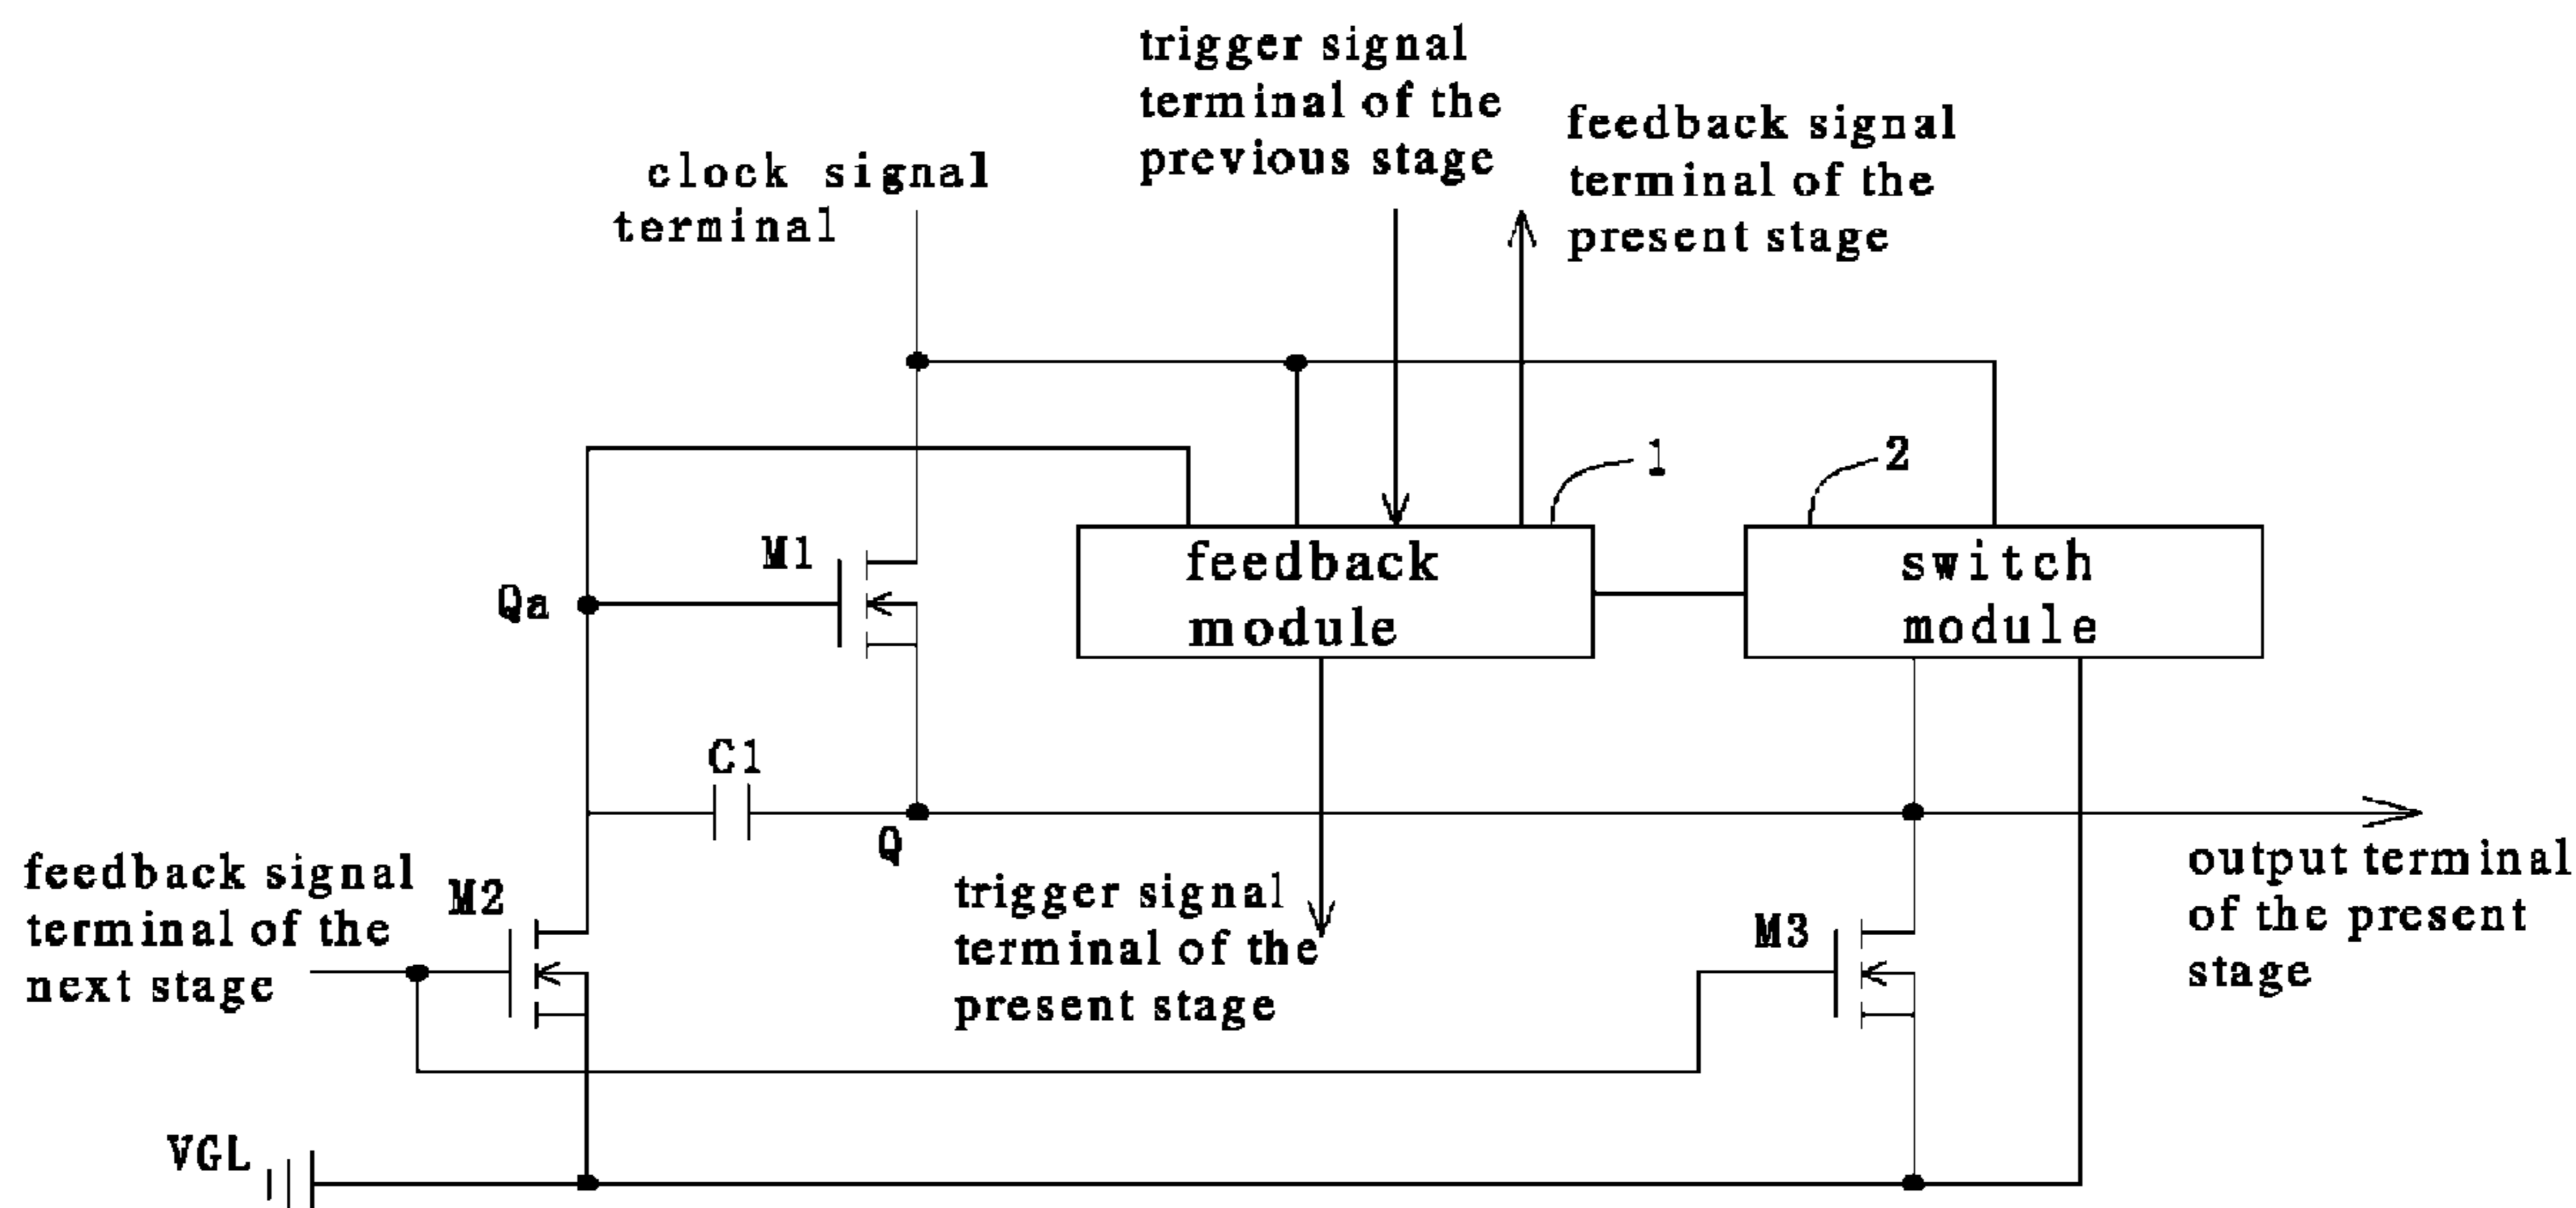 trigger signal
terminal of the
previous stage
feedback signal
terminal of the
present stage
clock signal
terminal
1
2
M1
feedback
module
switch
module
Qa
C1
Q
feedback signal
terminal of the
next stage
M2
trigger signal
terminal of the
present stage
M3
output terminal
of the present
stage
VGL